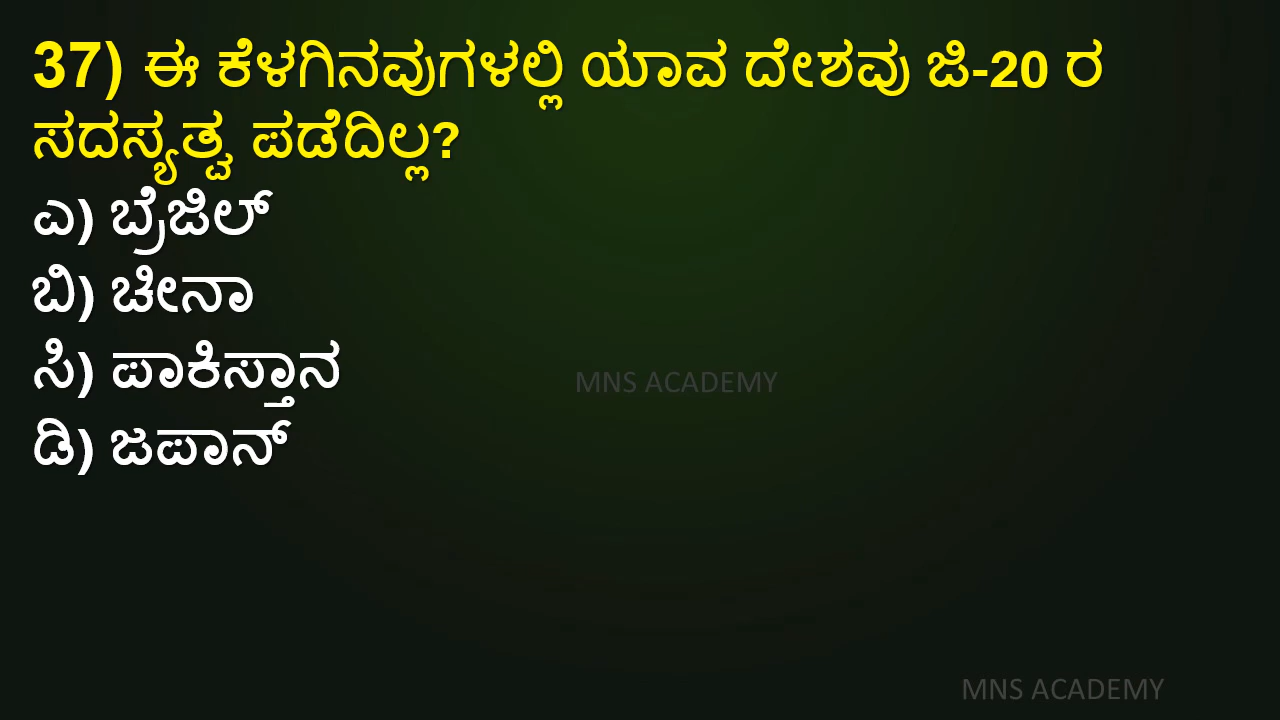 37) ಈ ಕೆಳಗಿನವುಗಳಲ್ಲಿ ಯಾವ ದೇಶವು ಜಿ-20 ರ
ಸದಸ್ಯತ್ವ ಪಡೆದಿಲ್ಲ?
ಎ) ಬ್ರೆಜಿಲ್
ಬಿ) ಚೀನಾ
ಸಿ) ಪಾಕಿಸ್ತಾನ
MNS ACADEMY
ಡಿ) ಜಪಾನ್
MNS ACADEMY